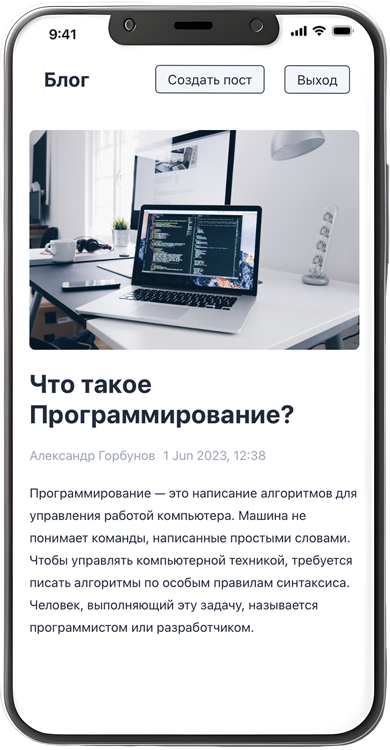 9:41
Блог
Создать пост
Выход
Что такое
Программирование?
Александр Горбунов 1 Jun 2023, 12:38
Программирование — это написание алгоритмов для
управления работой компьютера. Машина не
понимает команды, написанные простыми словами.
Чтобы управлять компьютерной техникой, требуется
писать алгоритмы по особым правилам синтаксиса.
Человек, выполняющий эту задачу, называется
программистом или разработчиком.